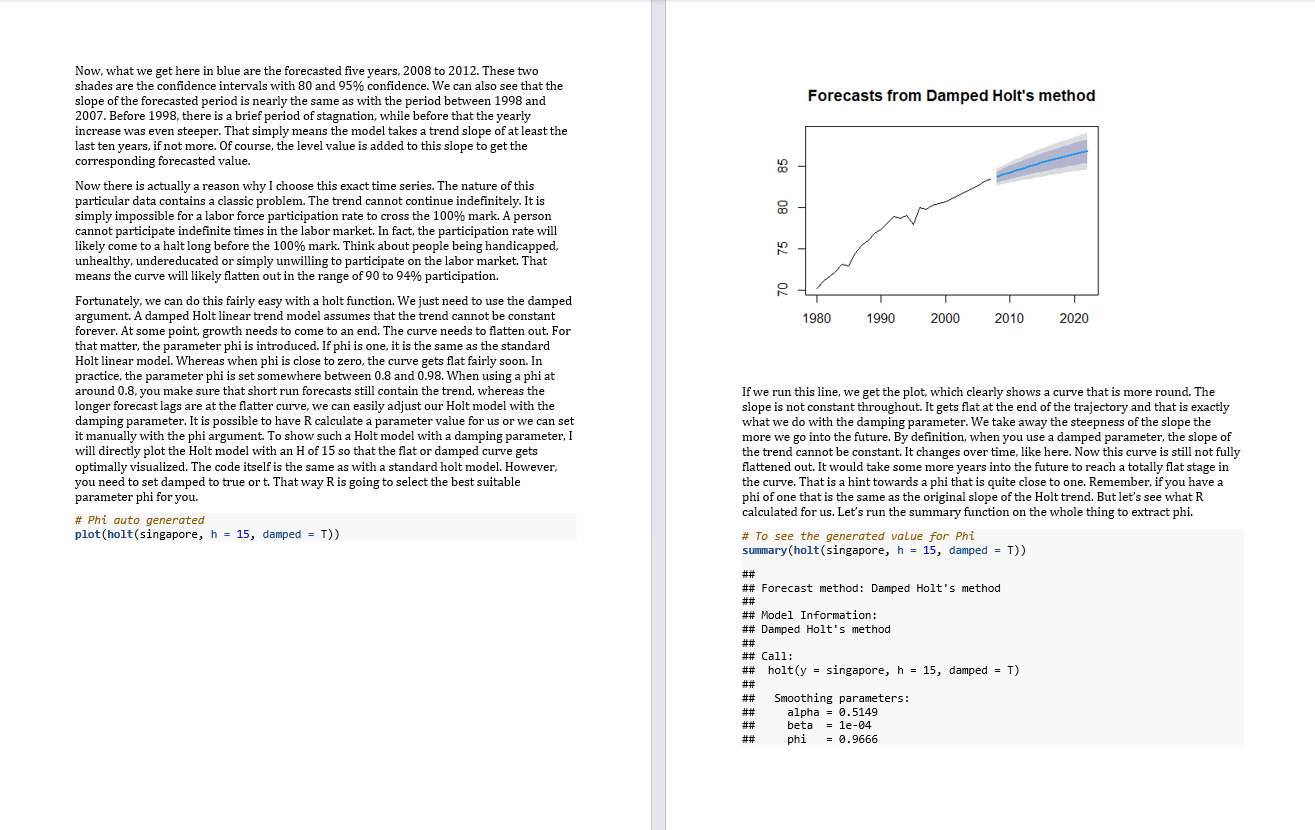 Now, what we get here in blue are the forecasted five years, 2008 to 2012. These two
shades are the confidence intervals with 80 and 95% confidence. We can also see that the
slope of the forecasted period is nearly the same as with the period between 1998 and
2007. Before 1998, there is a brief period of stagnation, while before that the yearly
increase was even steeper. That simply means the model takes a trend slope of at least the
last ten years, if not more. Of course, the level value is added to this slope to get the
corresponding forecasted value.
Now there is actually a reason why I choose this exact time series. The nature of this
particular data contains a classic problem. The trend cannot continue indefinitely. It is
simply impossible for a labor force participation rate to cross the 100% mark. A person
cannot participate indefinite times in the labor market. In fact, the participation rate will
likely come to a halt long before the 100% mark. Think about people being handicapped,
unhealthy, undereducated or simply unwilling to participate on the labor market. That
means the curve will likely flatten out in the range of 90 to 94% participation.
Fortunately, we can do this fairly easy with a holt function. We just need to use the damped
argument. A damped Holt linear trend model assumes that the trend cannot be constant
forever. At some point, growth needs to come to an end. The curve needs to flatten out. For
that matter, the parameter phi is introduced. If phi is one, it is the same as the standard
Holt linear model. Whereas when phi is close to zero, the curve gets flat fairly soon. In
practice, the parameter phi is set somewhere between 0.8 and 0.98. When using a phi at
around 0.8, you make sure that short run forecasts still contain the trend, whereas the
longer forecast lags are at the flatter curve, we can easily adjust our Holt model with the
damping parameter. It is possible to have R calculate a parameter value for us or we can set
it manually with the phi argument. To show such a Holt model with a damping parameter, I
will directly plot the Holt model with an H of 15 so that the flat or damped curve gets
optimally visualized. The code itself is the same as with a standard holt model. However,
you need to set damped to true or t. That way R is going to select the best suitable
parameter phi for you.
# Phi auto generated
plot(holt(singapore, h = 15, damped = T))
Forecasts from Damped Holt's method
85
80
75
70
1980 1990 2000 2010 2020
If we run this line, we get the plot, which clearly shows a curve that is more round. The
slope is not constant throughout. It gets flat at the end of the trajectory and that is exactly
what we do with the damping parameter. We take away the steepness of the slope the
more we go into the future. By definition, when you use a damped parameter, the slope of
the trend cannot be constant. It changes over time, like here. Now this curve is still not fully
flattened out. It would take some more years into the future to reach a totally flat stage in
the curve. That is a hint towards a phi that is quite close to one. Remember, if you have a
phi of one that is the same as the original slope of the Holt trend. But let's see what R
calculated for us. Let's run the summary function on the whole thing to extract phi.
# To see the generated value for Phi
summary(holt(singapore, h = 15, damped = T))
##
## Forecast method: Damped Holt's method
##
## Model Information:
## Damped Holt's method
##
## Call:
## holt(y = singapore, h = 15, damped = T)
##
## Smoothing parameters:
## alpha = 0.5149
## beta = 1e-04
## phi = 0.9666